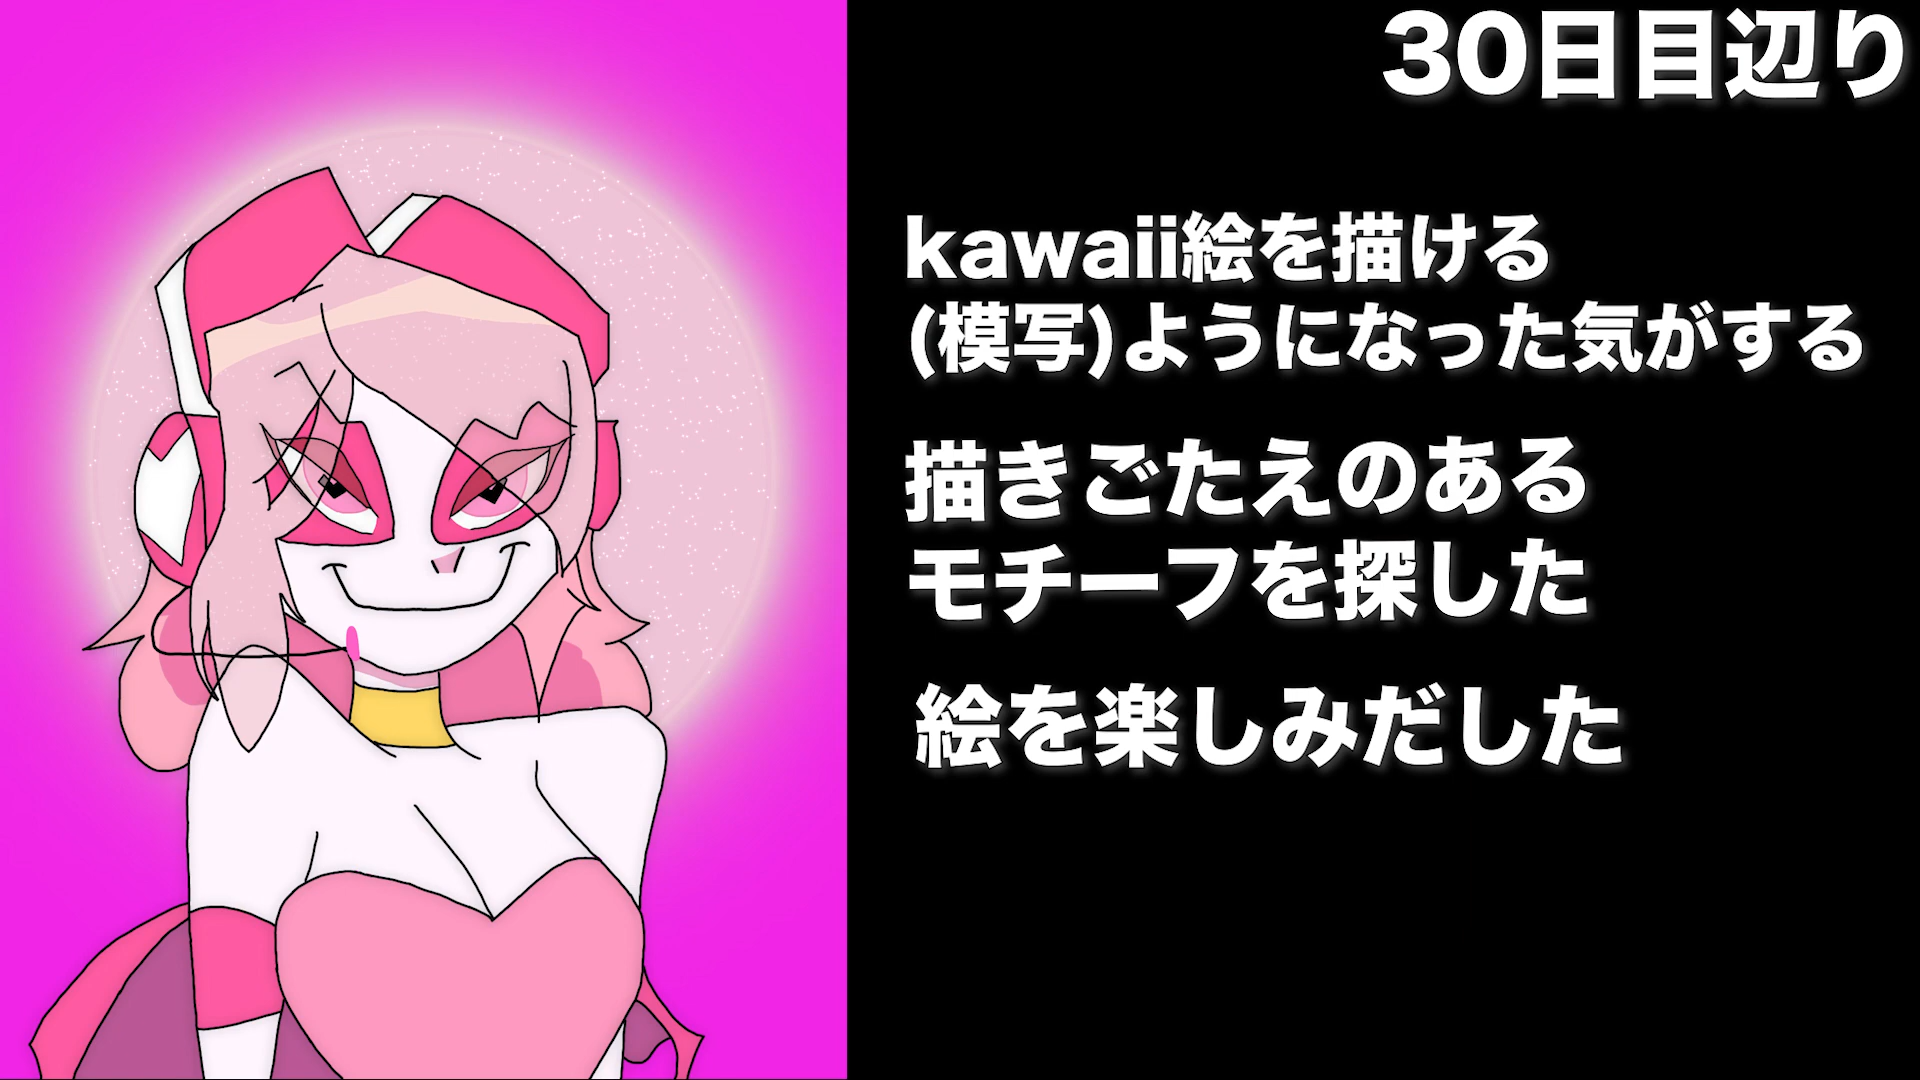 30日目辺り
kawaii絵を描ける
(模写)ようになった気がする
描きごたえのある
モチーフを探した
絵を楽しみだした